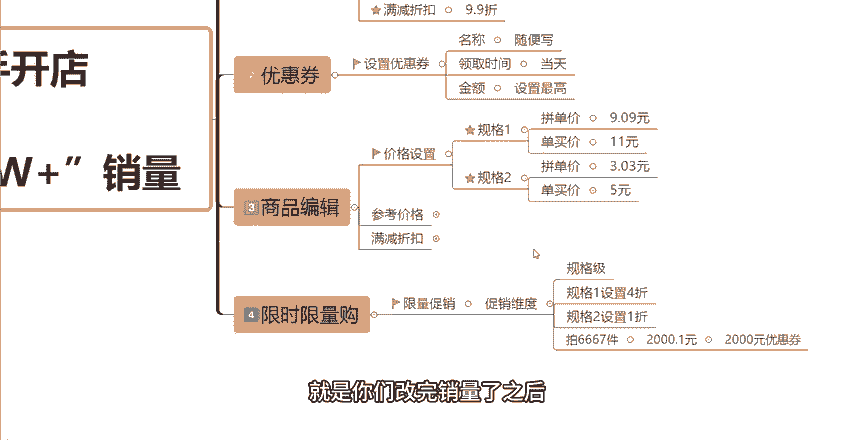 满减折扣 9.9折
手开店
W+”销量
优惠券
设置优惠券
名称 随便写
领取时间 当天
金额 设置最高
3 商品编辑
价格设置
规格1
拼单价 9.09元
单买价 11元
规格2
拼单价 3.03元
单买价 5元
参考价格
满减折扣
4 限时限量购
限量促销 促销维度
规格级
规格1设置4折
规格2设置1折
拍6667件 2000.1元 2000元优惠券
就是你们改完销量了之后